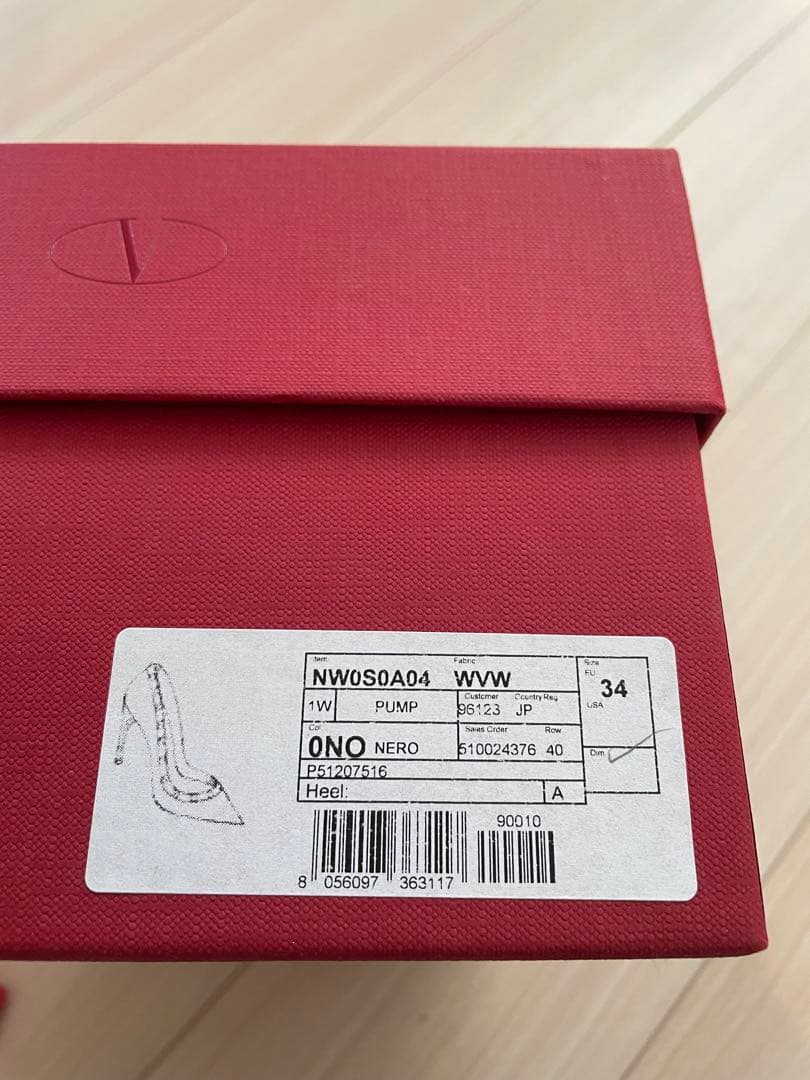 V
Item Fabric Size
NW0S0A04 WVW EU 34
Customer Country Reg USA
1W PUMP 96123 JP
Col Sales Order Row
0NO NERO 510024376 40 Dim.
P51207516
Heel: A
90010
8 056097 363117